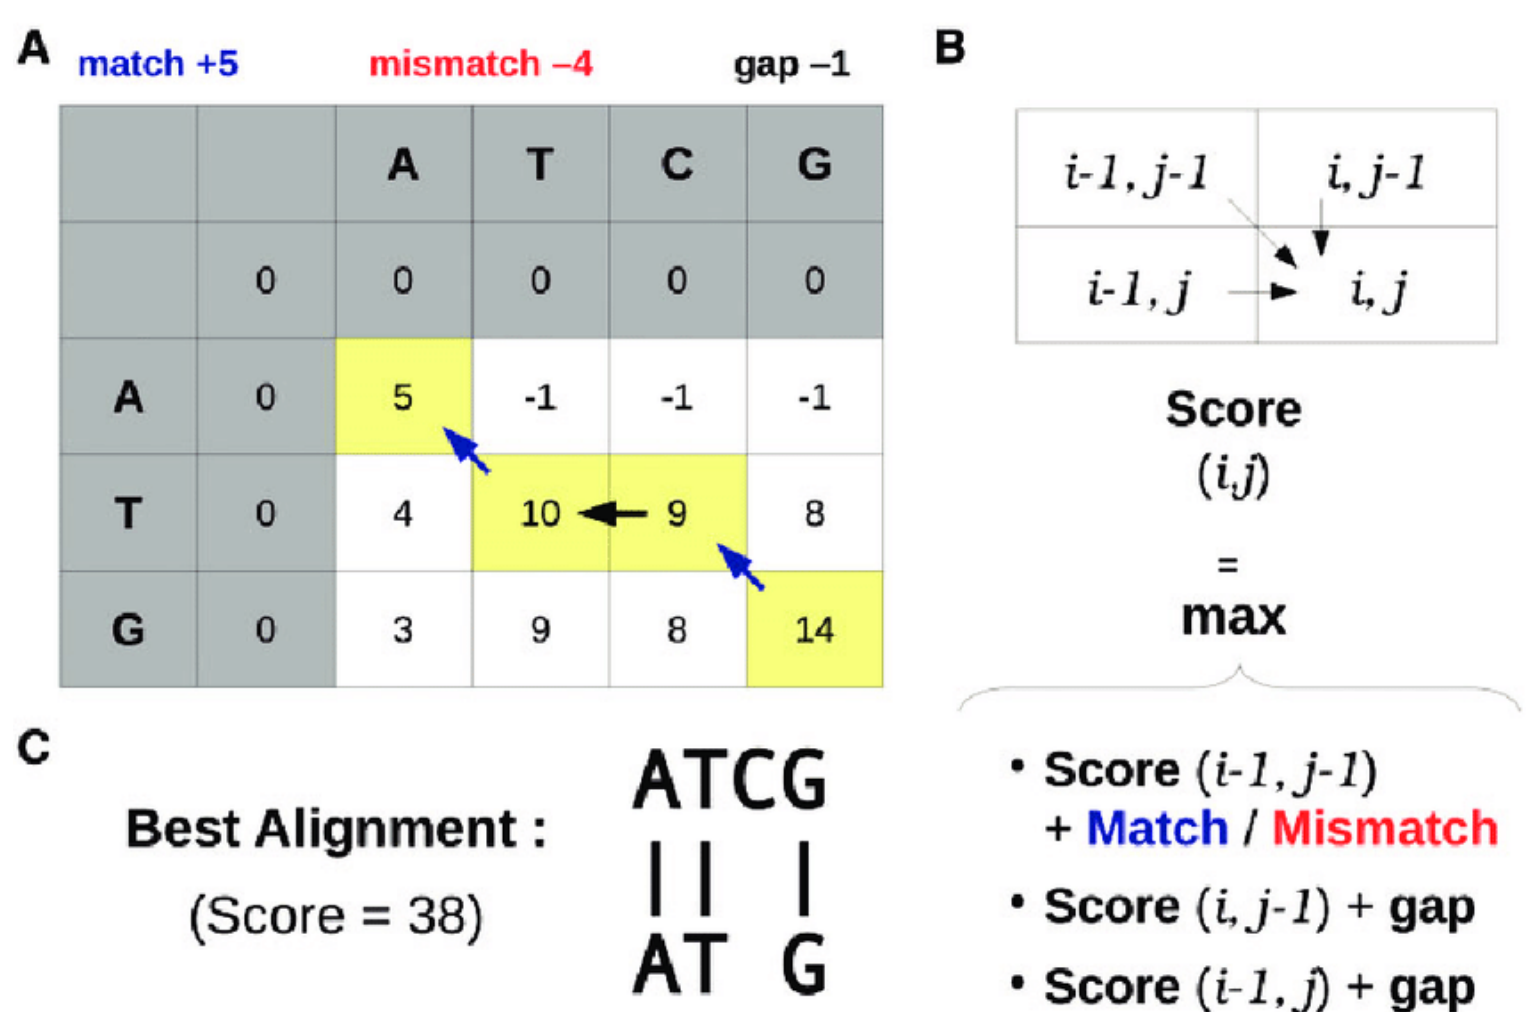 A
match +5 mismatch –4 gap –1
A T C G
0 0 0 0 0
A 0 5 -1 -1 -1
T 0 4 10 9 8
G 0 3 9 8 14
B
i-1, j-1 i, j-1
i-1, j i, j
Score
(i,j)
=
max
• Score (i-1, j-1)
+ Match / Mismatch
• Score (i, j-1) + gap
• Score (i-1, j) + gap
C
Best Alignment :
(Score = 38)
ATCG
|| |
AT G